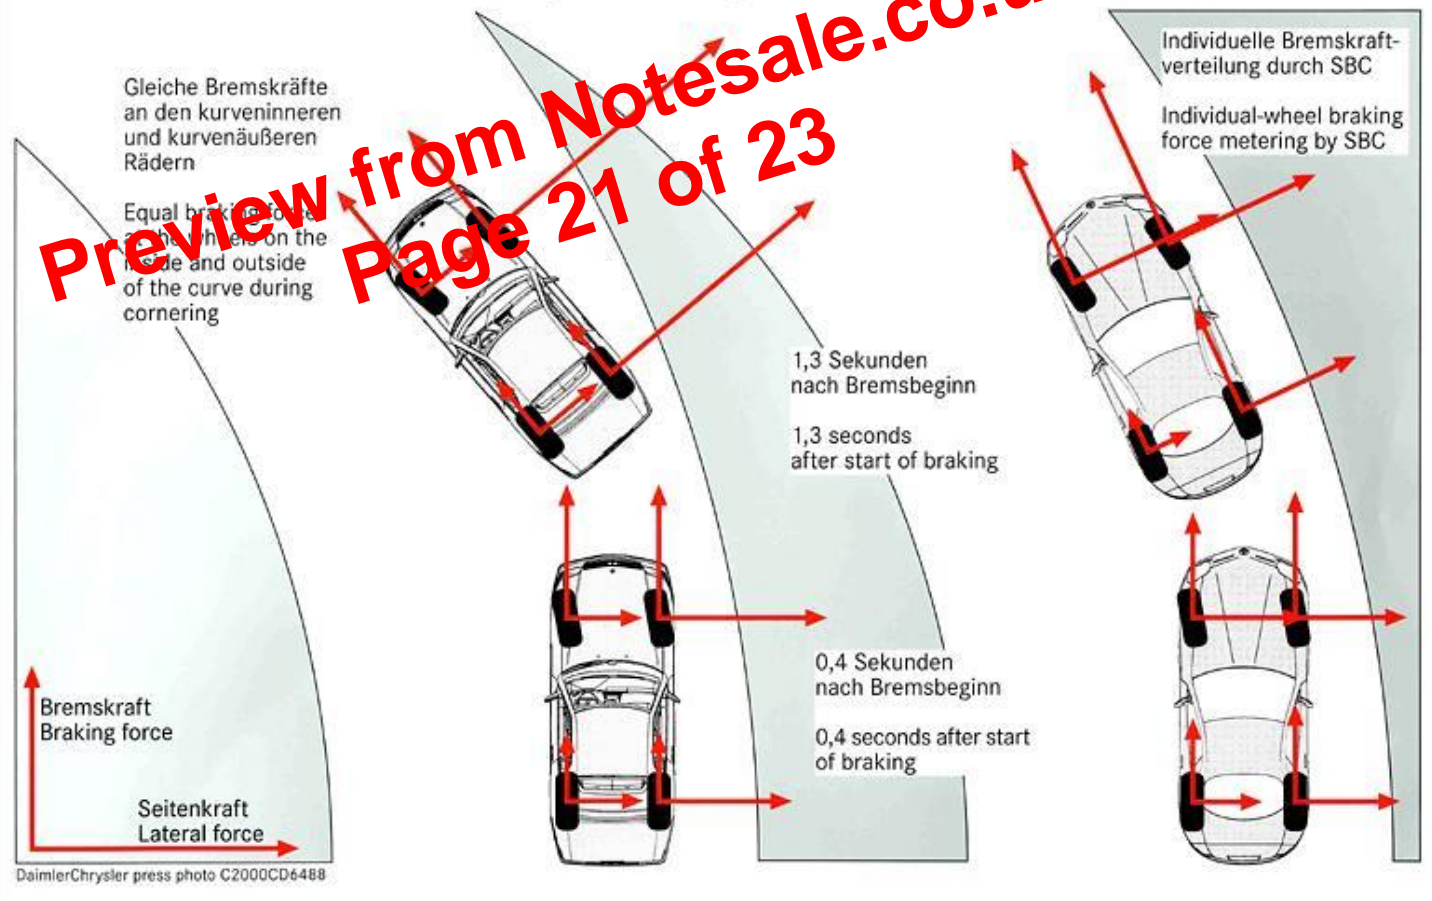 Gleiche Bremskräfte
an den kurveninneren
und kurvenäußeren
Rädern
Equal braking force
at the wheels on the
inside and outside
of the curve during
cornering
Preview from Notesale.co.u
Page 21 of 23
Individuelle Bremskraft-
verteilung durch SBC
Individual-wheel braking
force metering by SBC
1,3 Sekunden
nach Bremsbeginn
1,3 seconds
after start of braking
0,4 Sekunden
nach Bremsbeginn
0,4 seconds after start
of braking
Bremskraft
Braking force
Seitenkraft
Lateral force
DaimlerChrysler press photo C2000CD6488